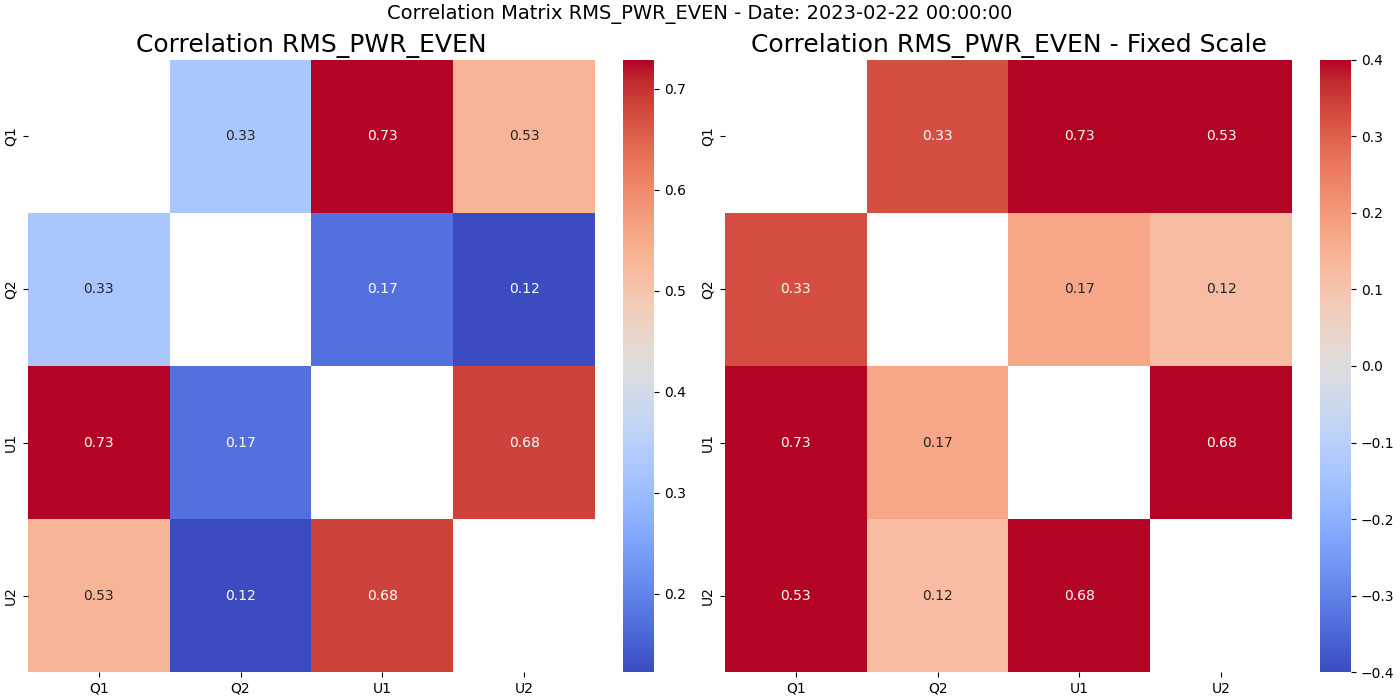 Correlation Matrix RMS_PWR_EVEN - Date: 2023-02-22 00:00:00
Correlation RMS_PWR_EVEN
Q1
0.33
0.73
0.53
Q2
0.33
0.17
0.12
U1
0.73
0.17
0.68
U2
0.53
0.12
0.68
Q1
Q2
U1
U2
0.7
0.6
0.5
0.4
0.3
0.2
Correlation RMS_PWR_EVEN - Fixed Scale
Q1
0.33
0.73
0.53
Q2
0.33
0.17
0.12
U1
0.73
0.17
0.68
U2
0.53
0.12
0.68
Q1
Q2
U1
U2
0.4
0.3
0.2
0.1
0.0
−0.1
−0.2
−0.3
−0.4